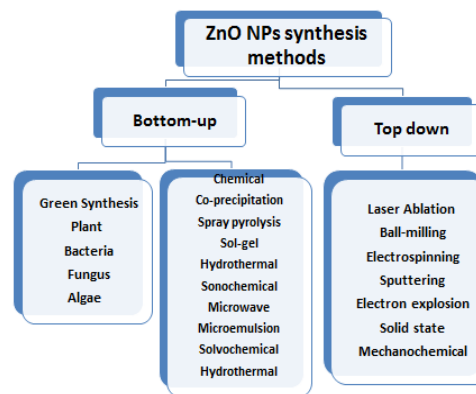 ZnO NPs synthesis
methods
Bottom-up
Top down
Green Synthesis
Plant
Bacteria
Fungus
Algae
Chemical
Co-precipitation
Spray pyrolysis
Sol-gel
Hydrothermal
Sonochemical
Microwave
Microemulsion
Solvochemical
Hydrothermal
Laser Ablation
Ball-milling
Electrospinning
Sputtering
Electron explosion
Solid state
Mechanochemical